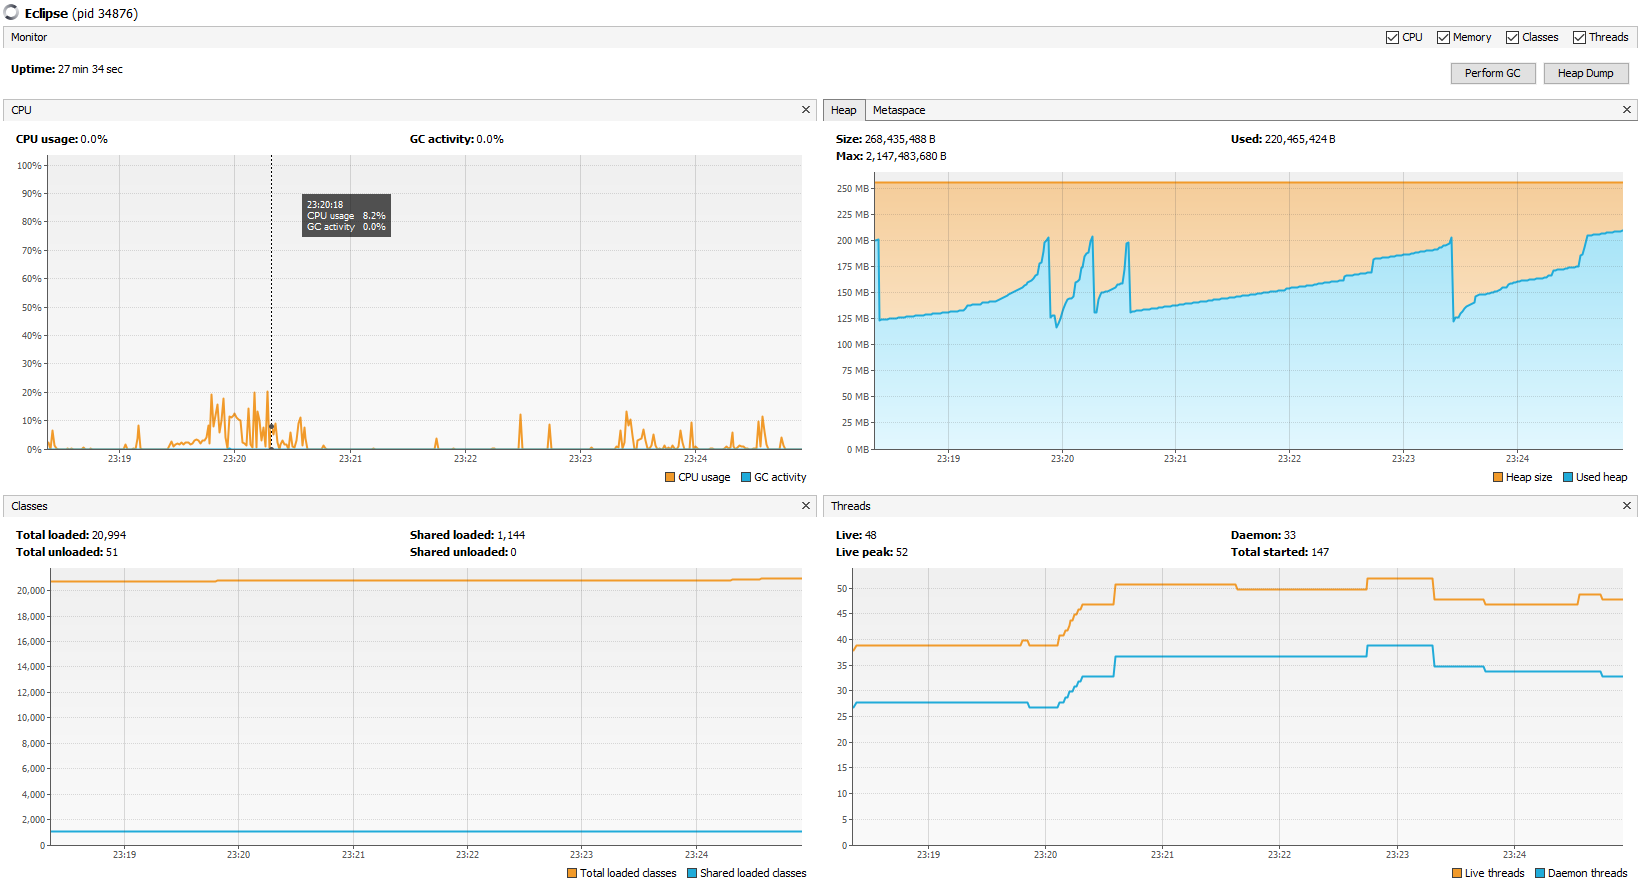 Eclipse (pid 34876)
Monitor
CPU Memory Classes Threads
Uptime: 27 min 34 sec
Perform GC Heap Dump
CPU
CPU usage: 0.0% GC activity: 0.0%
100%
90%
80%
70%
60%
50%
40%
30%
20%
10%
0%
23:20:18
CPU usage 8.2%
GC activity 0.0%
23:19 23:20 23:21 23:22 23:23 23:24
CPU usage GC activity
Heap Metaspace
Size: 268,435,488 B Used: 220,465,424 B
Max: 2,147,483,680 B
250 MB
225 MB
200 MB
175 MB
150 MB
125 MB
100 MB
75 MB
50 MB
25 MB
0 MB
23:19 23:20 23:21 23:22 23:23 23:24
Heap size Used heap
Classes
Total loaded: 20,994 Shared loaded: 1,144
Total unloaded: 51 Shared unloaded: 0
20,000
18,000
16,000
14,000
12,000
10,000
8,000
6,000
4,000
2,000
0
23:19 23:20 23:21 23:22 23:23 23:24
Total loaded classes Shared loaded classes
Threads
Live: 48 Daemon: 33
Live peak: 52 Total started: 147
50
45
40
35
30
25
20
15
10
5
0
23:19 23:20 23:21 23:22 23:23 23:24
Live threads Daemon threads